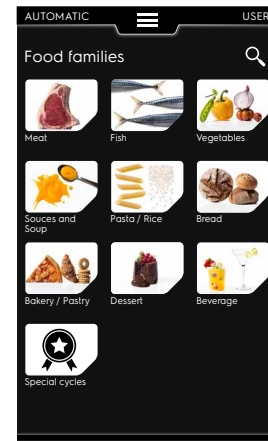 AUTOMATIC USER
Food families
Meat Fish Vegetables
Souces and Soup Pasta / Rice Bread
Bakery / Pastry Dessert Beverage
Special cycles